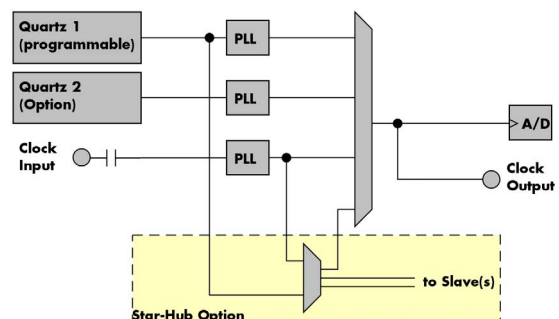 Quartz 1
(programmable)
PLL
Quartz 2
(Option)
PLL
Clock
Input
PLL
A/D
Clock
Output
to Slave(s)
Star-Hub Option